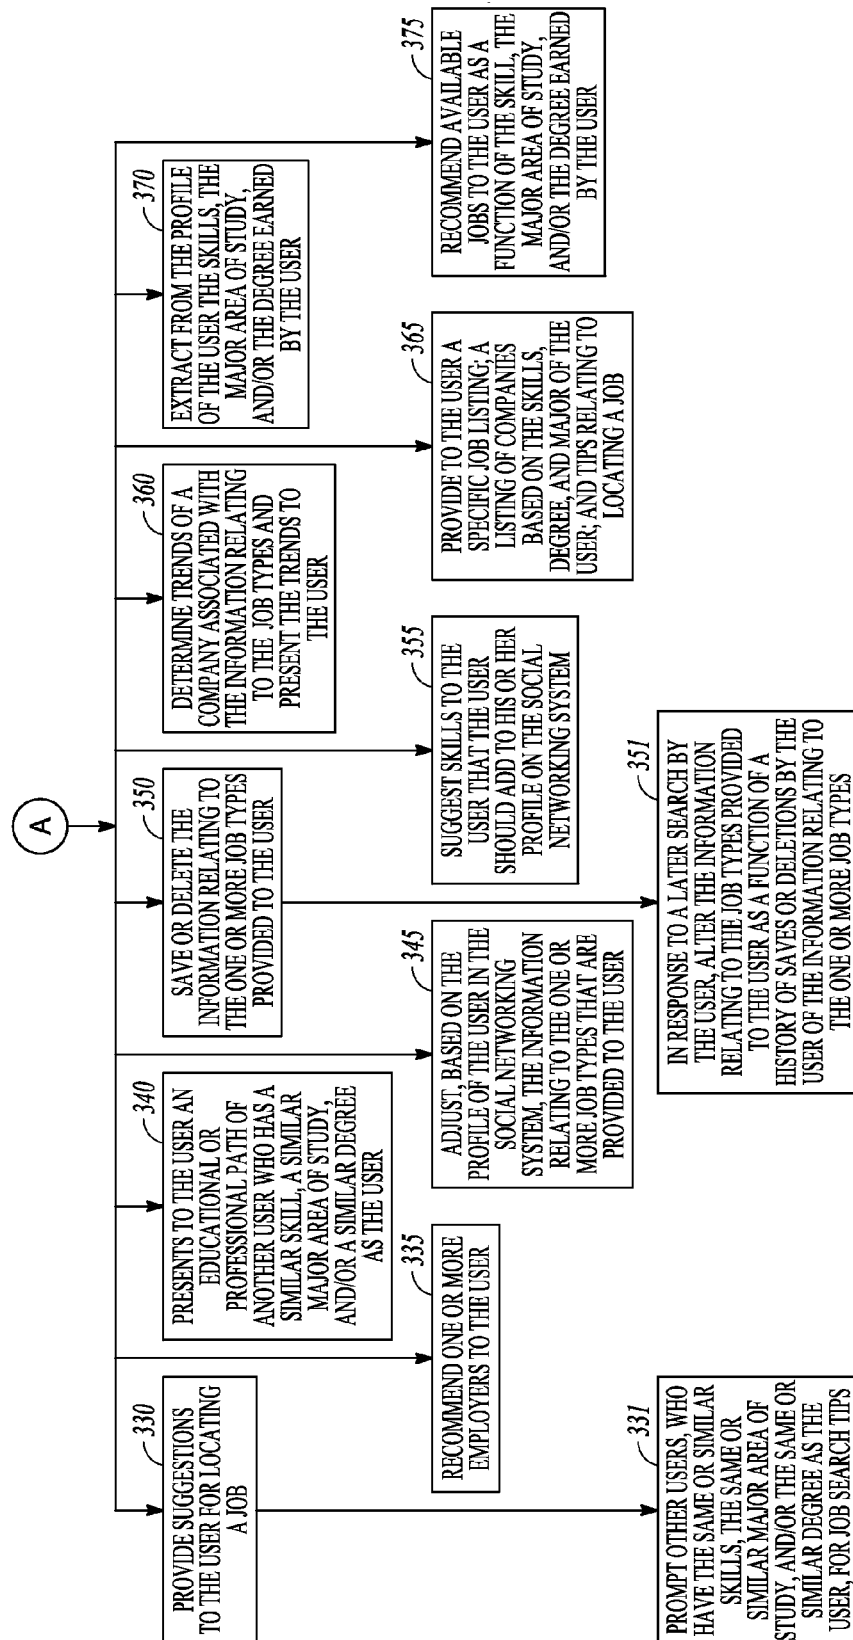 A
330
PROVIDE SUGGESTIONS
TO THE USER FOR LOCATING
A JOB
340
PRESENTS TO THE USER AN
EDUCATIONAL OR
PROFESSIONAL PATH OF
ANOTHER USER WHO HAS A
SIMILAR SKILL, A SIMILAR
MAJOR AREA OF STUDY,
AND/OR A SIMILAR DEGREE
AS THE USER
350
SAVE OR DELETE THE
INFORMATION RELATING TO
THE ONE OR MORE JOB TYPES
PROVIDED TO THE USER
360
DETERMINE TRENDS OF A
COMPANY ASSOCIATED WITH
THE INFORMATION RELATING
TO THE JOB TYPES AND
PRESENT THE TRENDS TO
THE USER
370
EXTRACT FROM THE PROFILE
OF THE USER THE SKILLS, THE
MAJOR AREA OF STUDY,
AND/OR THE DEGREE EARNED
BY THE USER
335
RECOMMEND ONE OR MORE
EMPLOYERS TO THE USER
345
ADJUST, BASED ON THE
PROFILE OF THE USER IN THE
SOCIAL NETWORKING
SYSTEM, THE INFORMATION
RELATING TO THE ONE OR
MORE JOB TYPES THAT ARE
PROVIDED TO THE USER
355
SUGGEST SKILLS TO THE
USER THAT THE USER
SHOULD ADD TO HIS OR HER
PROFILE ON THE SOCIAL
NETWORKING SYSTEM
365
PROVIDE TO THE USER A
SPECIFIC JOB LISTING; A
LISTING OF COMPANIES
BASED ON THE SKILLS,
DEGREE, AND MAJOR OF THE
USER; AND TIPS RELATING TO
LOCATING A JOB
375
RECOMMEND AVAILABLE
JOBS TO THE USER AS A
FUNCTION OF THE SKILL, THE
MAJOR AREA OF STUDY,
AND/OR THE DEGREE EARNED
BY THE USER
331
PROMPT OTHER USERS, WHO
HAVE THE SAME OR SIMILAR
SKILLS, THE SAME OR
SIMILAR MAJOR AREA OF
STUDY, AND/OR THE SAME OR
SIMILAR DEGREE AS THE
USER, FOR JOB SEARCH TIPS
351
IN RESPONSE TO A LATER SEARCH BY
THE USER, ALTER THE INFORMATION
RELATING TO THE JOB TYPES PROVIDED
TO THE USER AS A FUNCTION OF A
HISTORY OF SAVES OR DELETIONS BY THE
USER OF THE INFORMATION RELATING TO
THE ONE OR MORE JOB TYPES